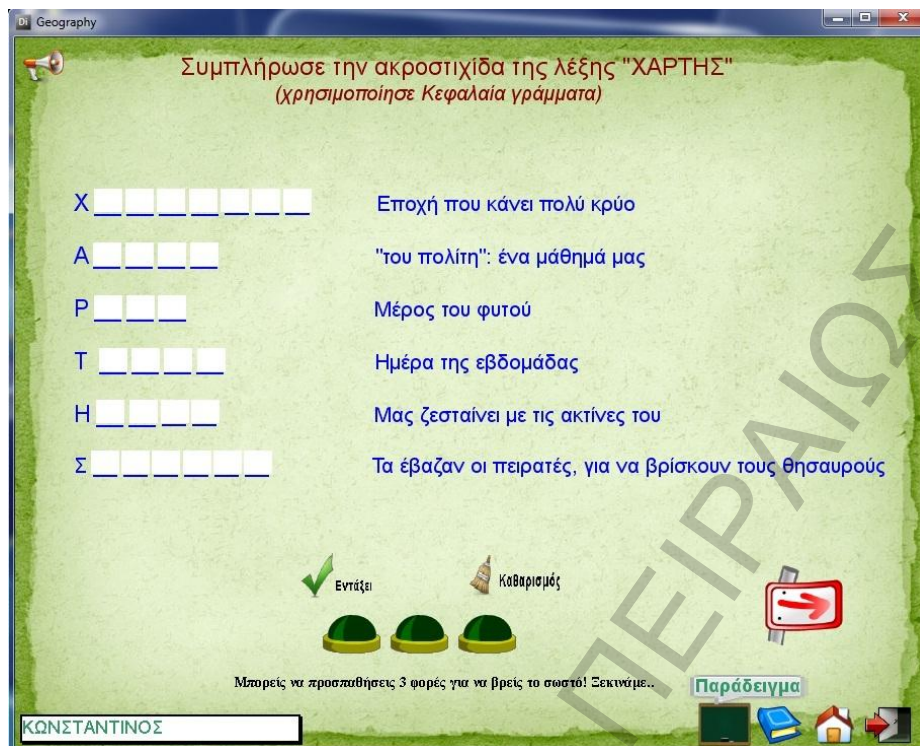 Di Geography
Συμπλήρωσε την ακροστιχίδα της λέξης "ΧΑΡΤΗΣ"
(χρησιμοποίησε Κεφαλαία γράμματα)
Χ Εποχή που κάνει πολύ κρύο
Α "του πολίτη": ένα μάθημά μας
Ρ Μέρος του φυτού
Τ Ημέρα της εβδομάδας
Η Μας ζεσταίνει με τις ακτίνες του
Σ Τα έβαζαν οι πειρατές, για να βρίσκουν τους θησαυρούς
Εντάξει Καθαρισμός
Μπορείς να προσπαθήσεις 3 φορές για να βρείς το σωστό! Ξεκινάμε..
Παράδειγμα
ΚΩΝΣΤΑΝΤΙΝΟΣ
ΠΕΙΡΑΙΩΣ